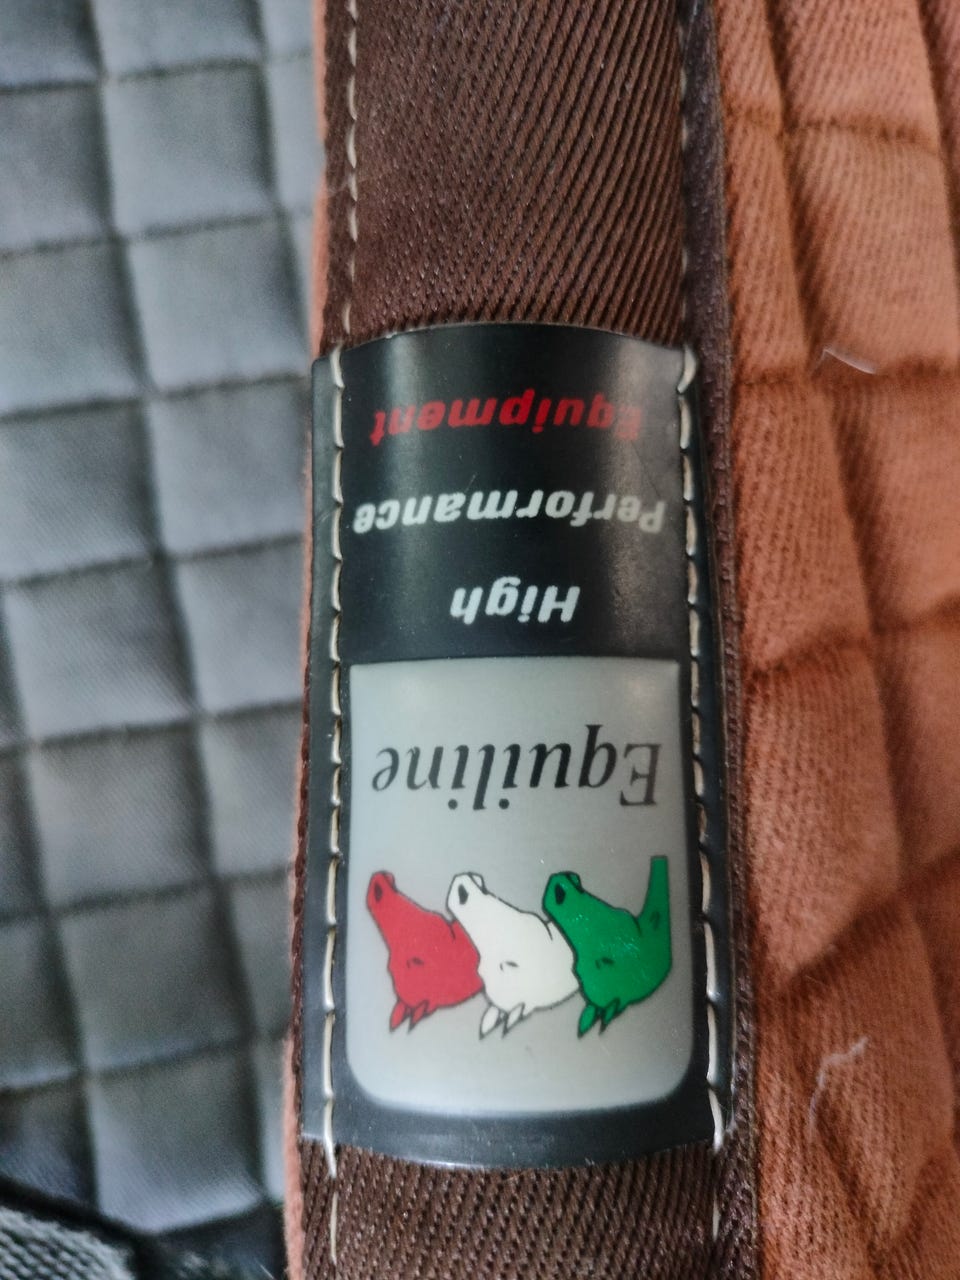 Equiline
High
Performance
Equipment